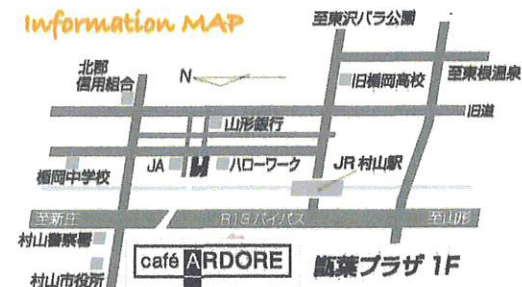 Information MAP
至東沢バラ公園
北郡
信用組合
N
旧楯岡高校
至東根温泉
旧道
山形銀行
楯岡中学校
JA
ハローワーク
JR 村山駅
至新庄
R13バイパス
至山形
村山警察署
村山市役所
café ARDORE
甑葉プラザ 1F